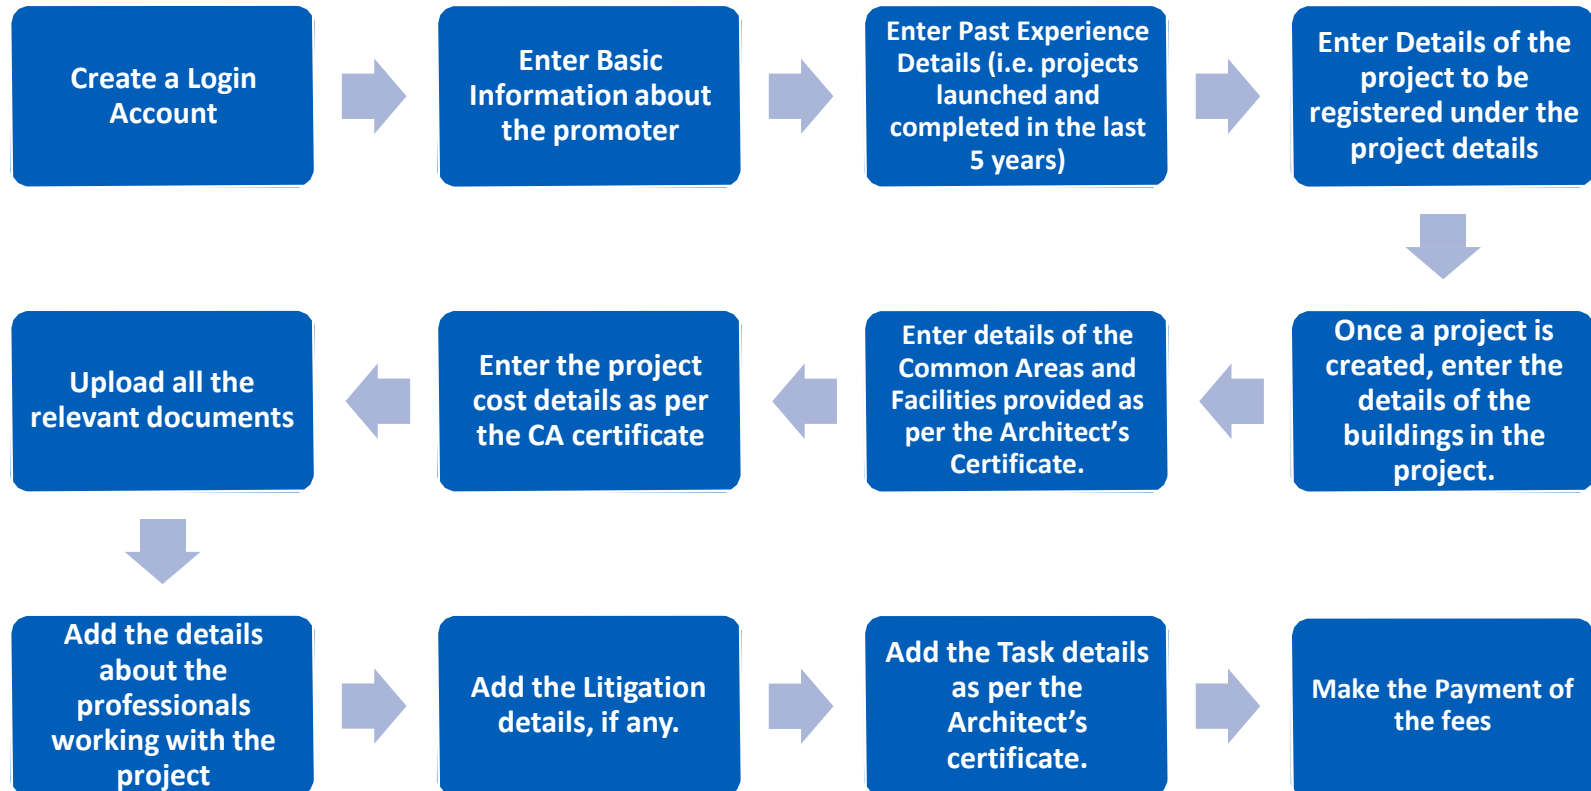 Create a Login
Account
Enter Basic
Information about
the promoter
Enter Past Experience
Details (i.e. projects
launched and
completed in the last
5 years)
Enter Details of the
project to be
registered under the
project details
Once a project is
created, enter the
details of the
buildings in the
project.
Enter details of the
Common Areas and
Facilities provided as
per the Architect’s
Certificate.
Enter the project
cost details as per
the CA certificate
Upload all the
relevant documents
Add the details
about the
professionals
working with the
project
Add the Litigation
details, if any.
Add the Task details
as per the
Architect’s
certificate.
Make the Payment of
the fees